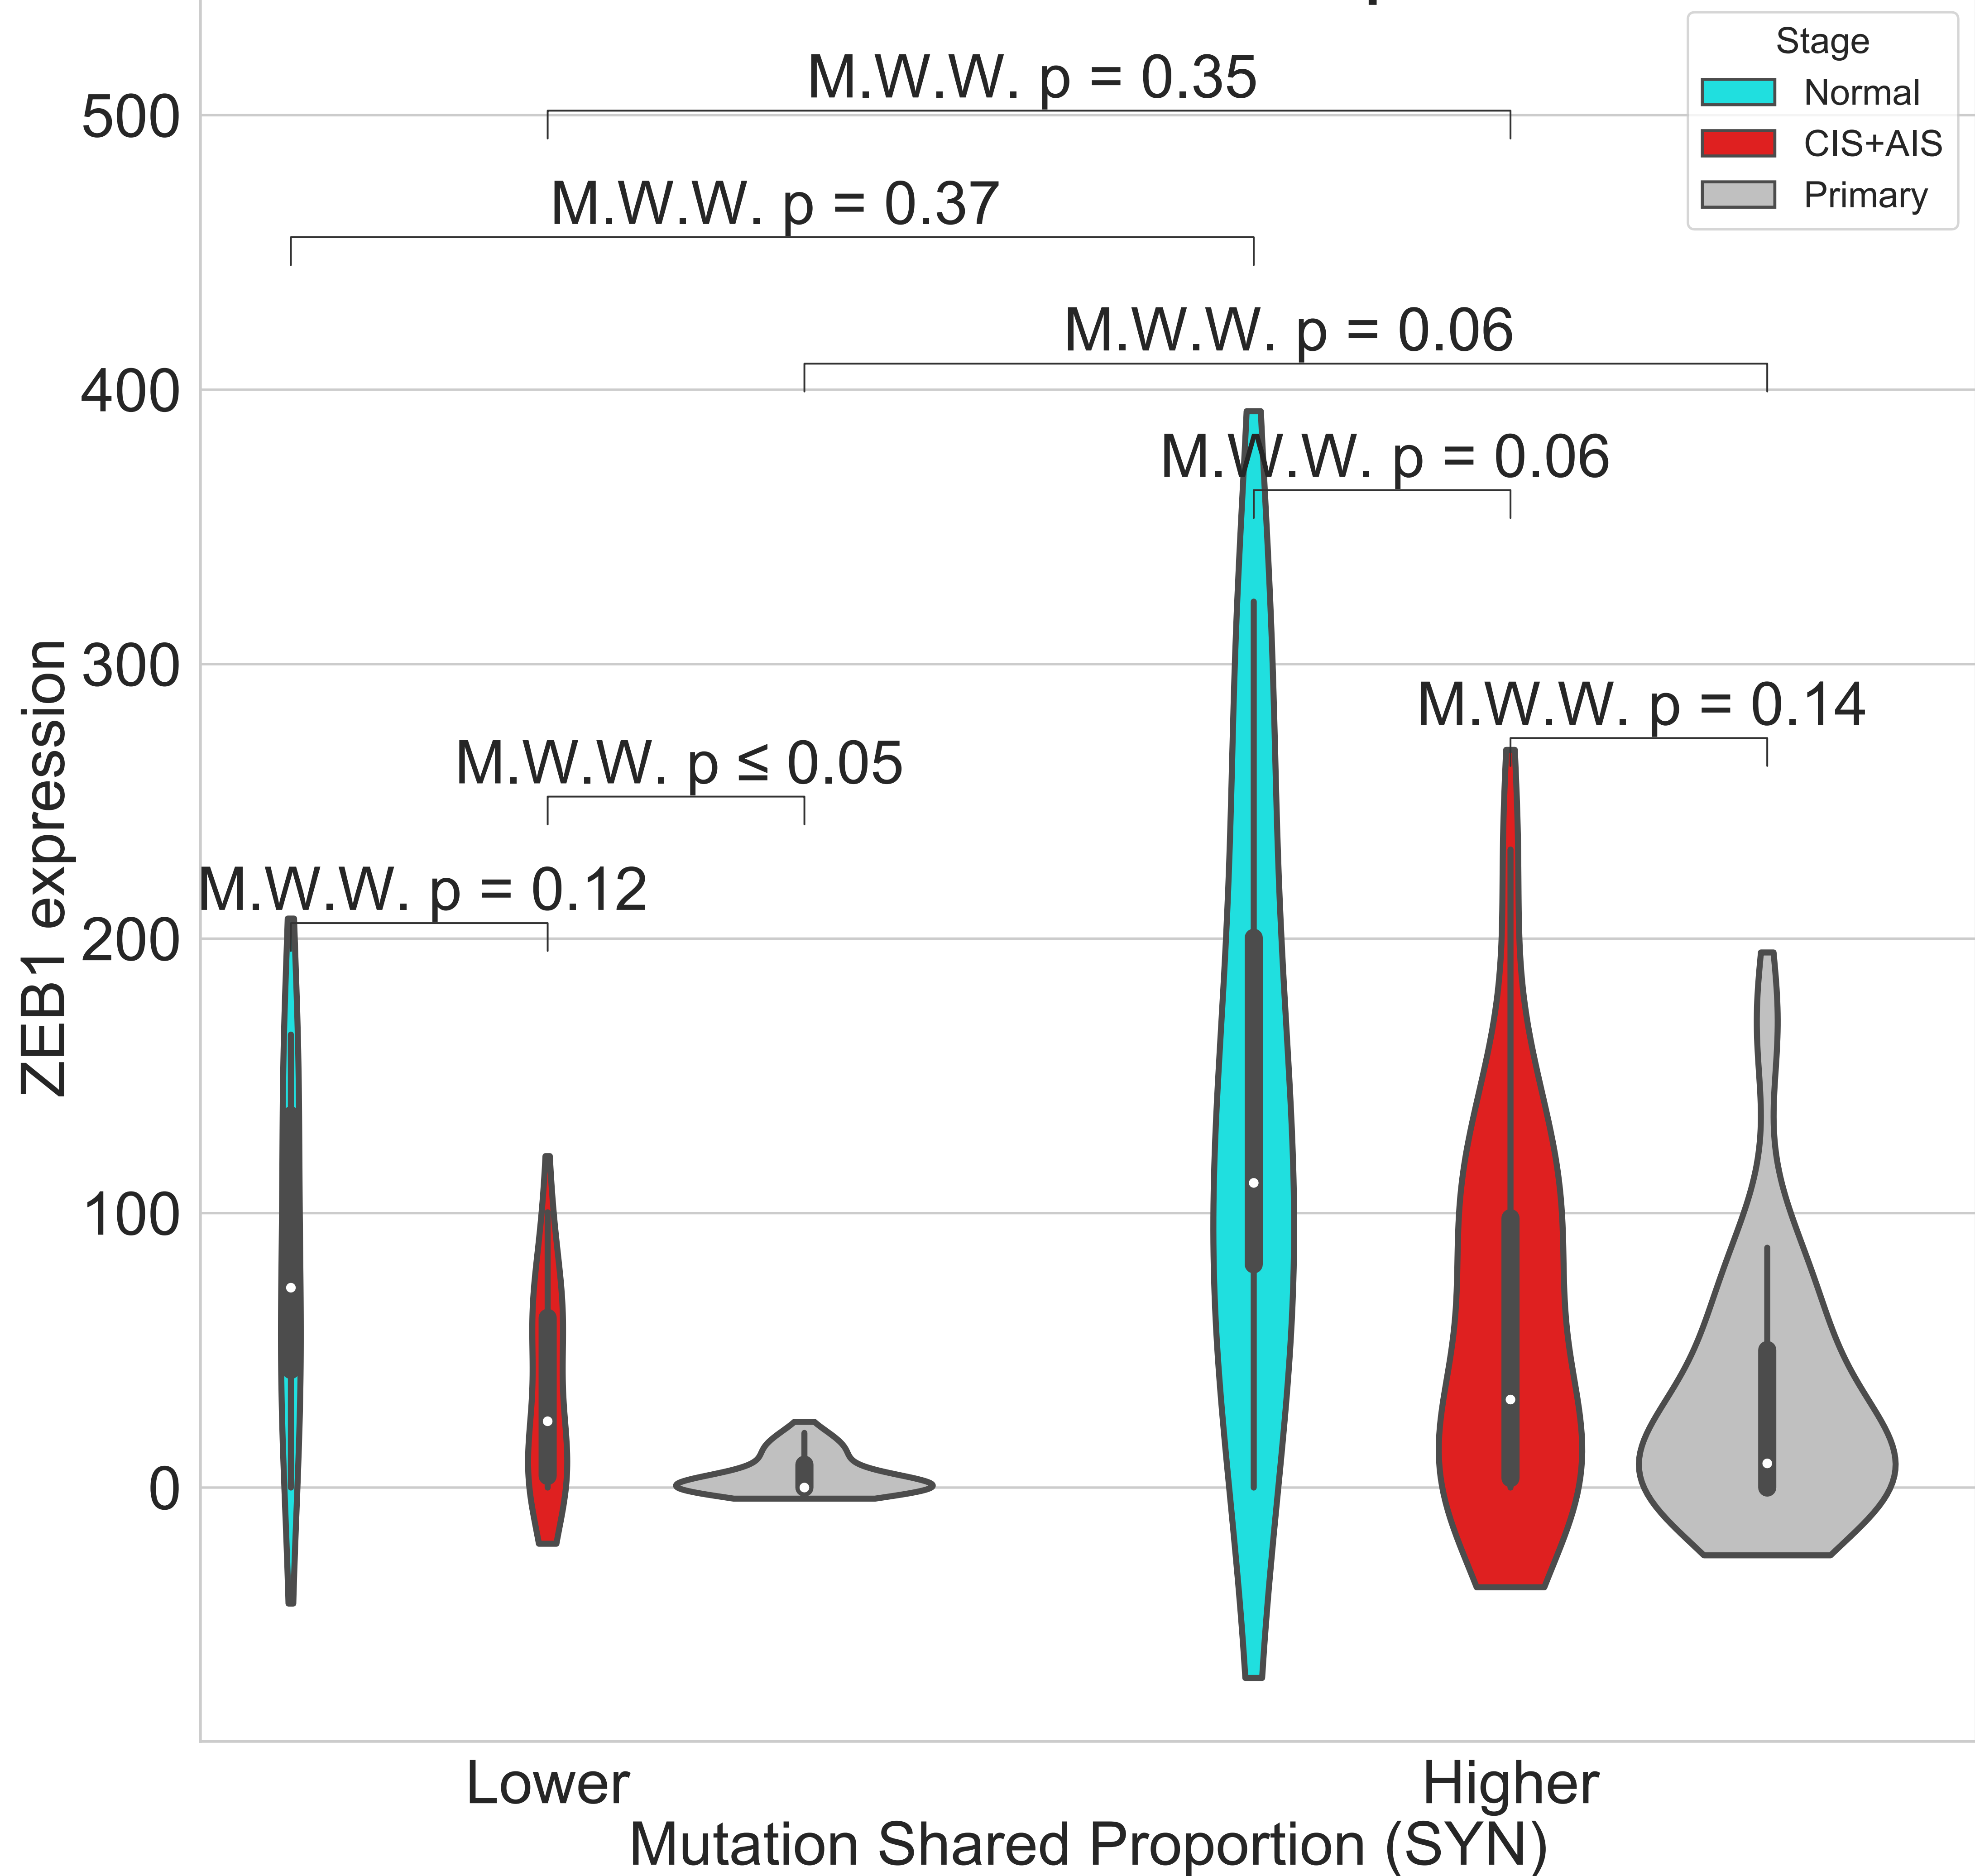 Stage
Normal
CIS+AIS
Primary
M.W.W. p = 0.35
500
M.W.W. p = 0.37
M.W.W. p = 0.06
400
M.W.W. p = 0.06
300
M.W.W. p = 0.14
M.W.W. p ≤ 0.05
M.W.W. p = 0.12
200
100
0
ZEB1 expression
Lower
Higher
Mutation Shared Proportion (SYN)